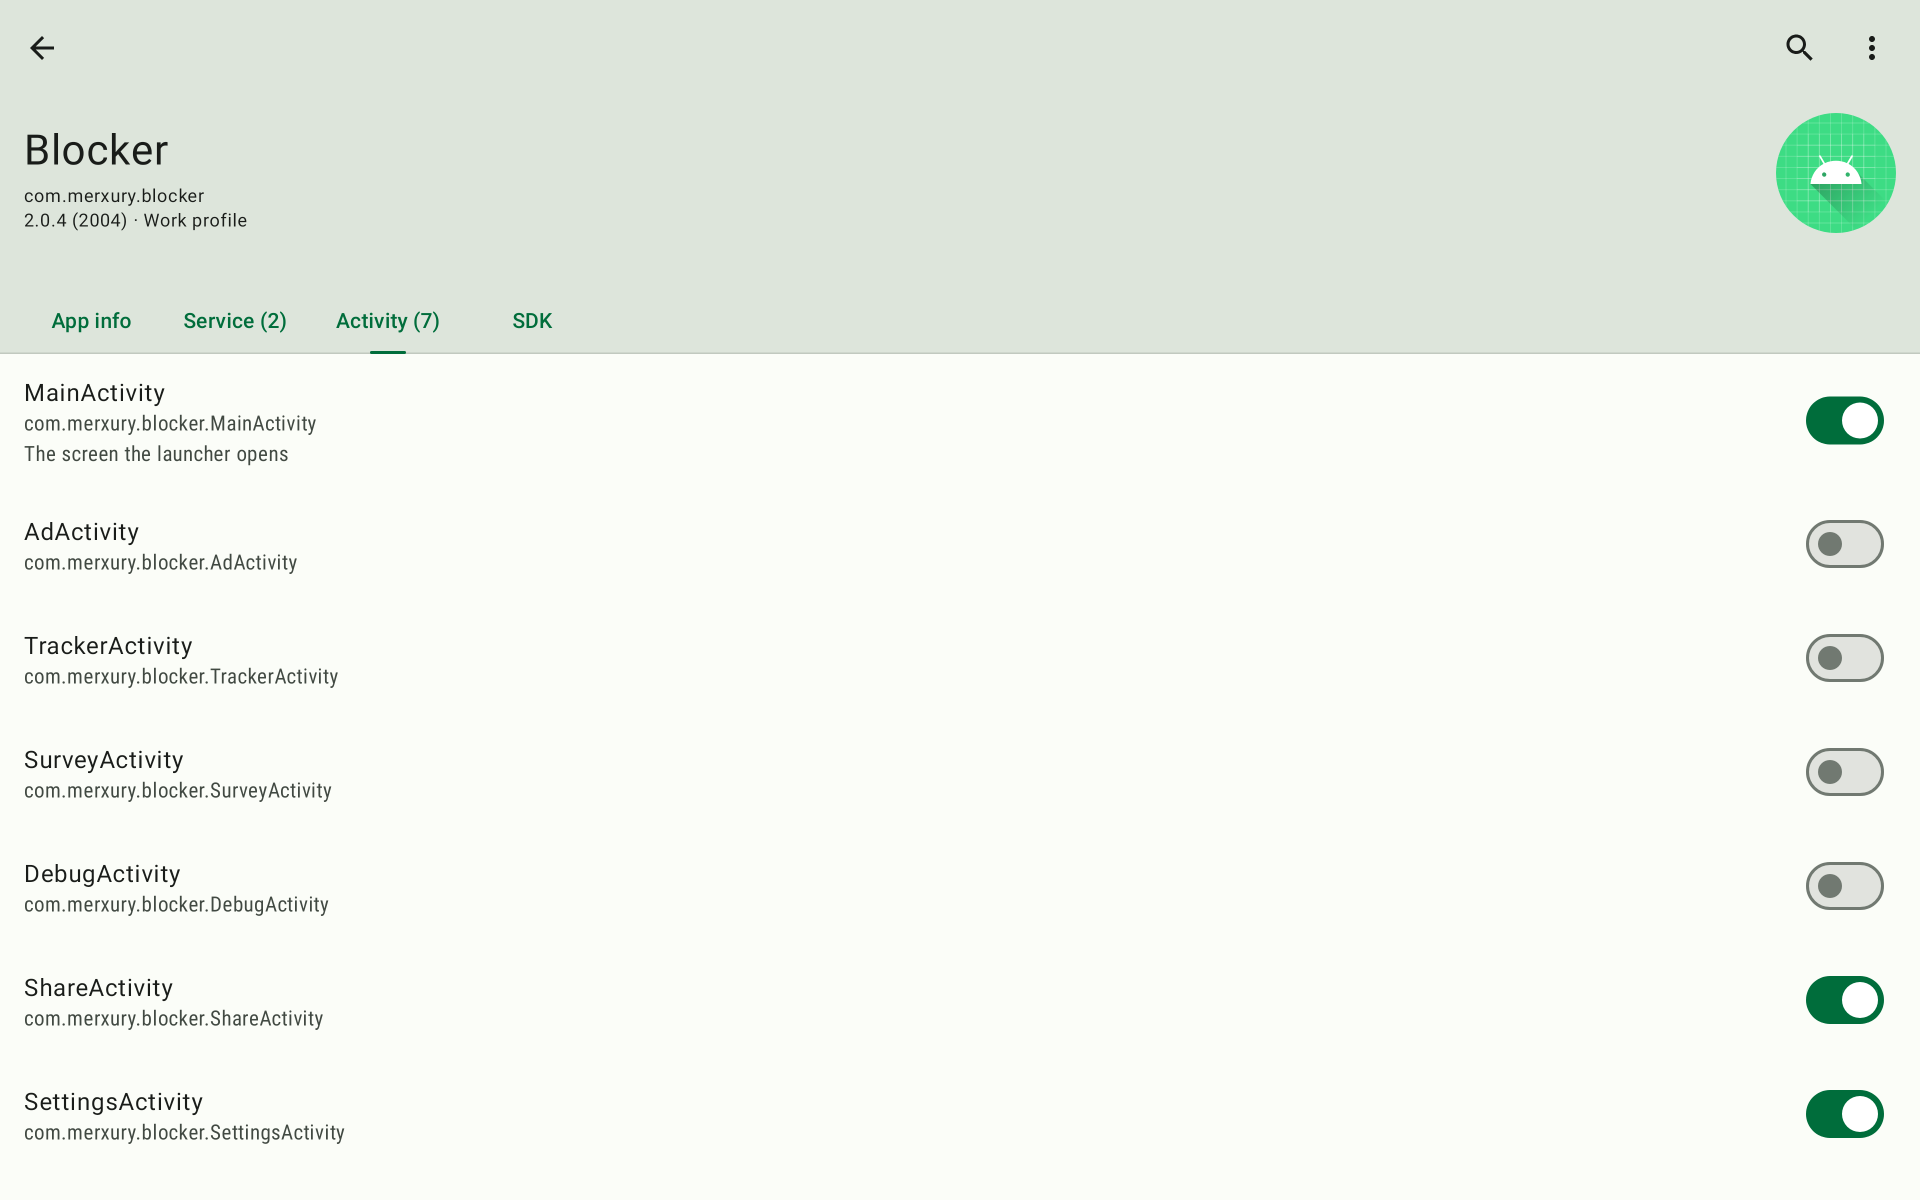 Blocker
com.merxury.blocker
2.0.4 (2004) · Work profile
App info
Service (2)
Activity (7)
SDK
MainActivity
com.merxury.blocker.MainActivity
The screen the launcher opens
AdActivity
com.merxury.blocker.AdActivity
TrackerActivity
com.merxury.blocker.TrackerActivity
SurveyActivity
com.merxury.blocker.SurveyActivity
DebugActivity
com.merxury.blocker.DebugActivity
ShareActivity
com.merxury.blocker.ShareActivity
SettingsActivity
com.merxury.blocker.SettingsActivity